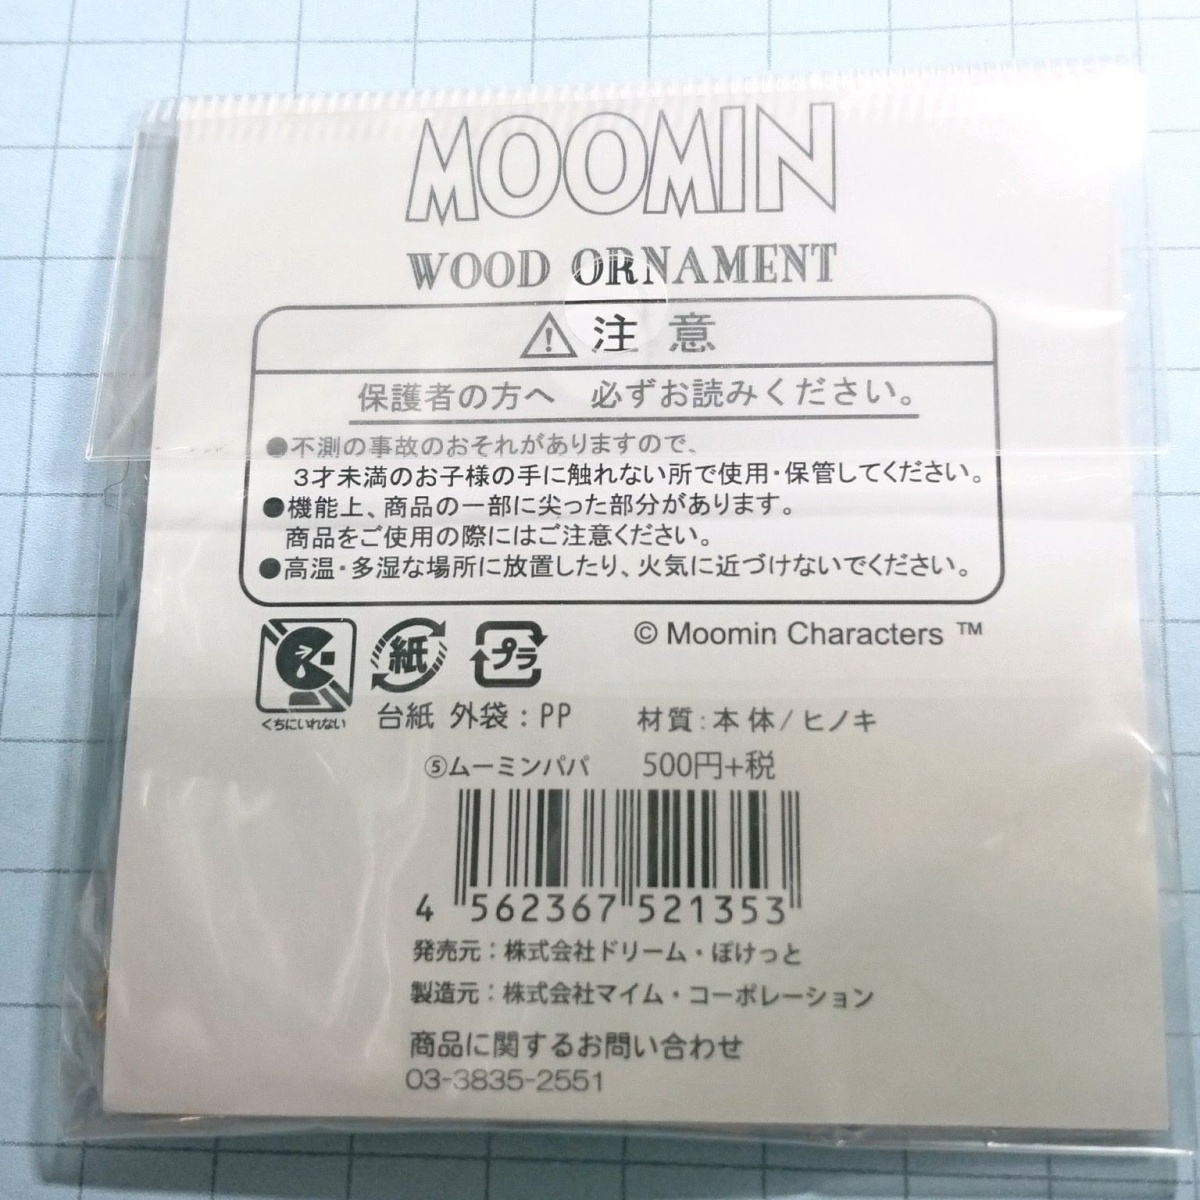 MOOMIN
WOOD ORNAMENT
注 意
保護者の方へ 必ずお読みください。
●不測の事故のおそれがありますので、
3才未満のお子様の手に触れない所で使用・保管してください。
●機能上、商品の一部に尖った部分があります。
商品をご使用の際にはご注意ください。
●高温・多湿な場所に放置したり、火気に近づけないでください。
© Moomin Characters ™
紙
プラ
くちにいれない
台紙 外袋:PP
材質:本体/ヒノキ
⑤ムーミンパパ 500円+税
4 562367 521353
発売元:株式会社ドリーム・ぽけっと
製造元:株式会社マイム・コーポレーション
商品に関するお問い合わせ
03-3835-2551